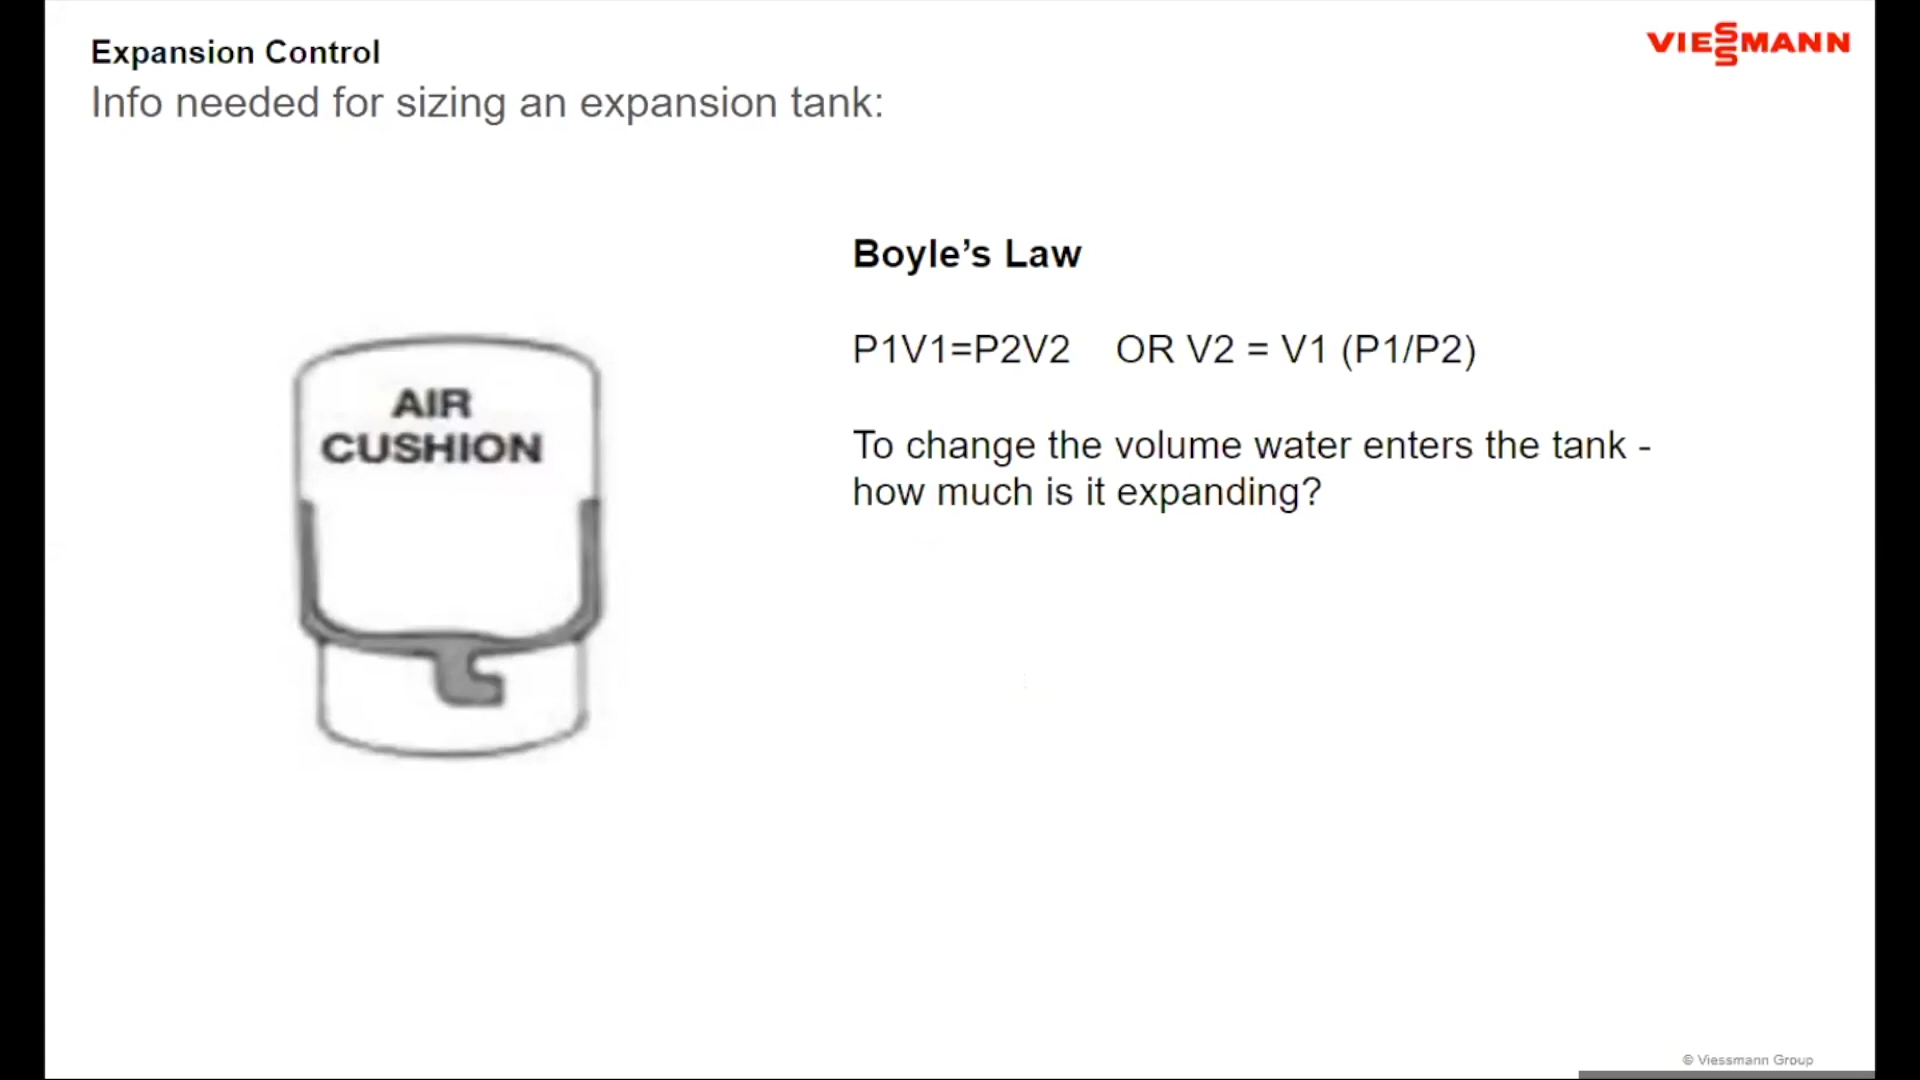 Expansion Control
VIESSMANN
Info needed for sizing an expansion tank:
Boyle’s Law
P1V1=P2V2 OR V2 = V1 (P1/P2)
To change the volume water enters the tank -
how much is it expanding?
AIR
CUSHION
© Viessmann Group